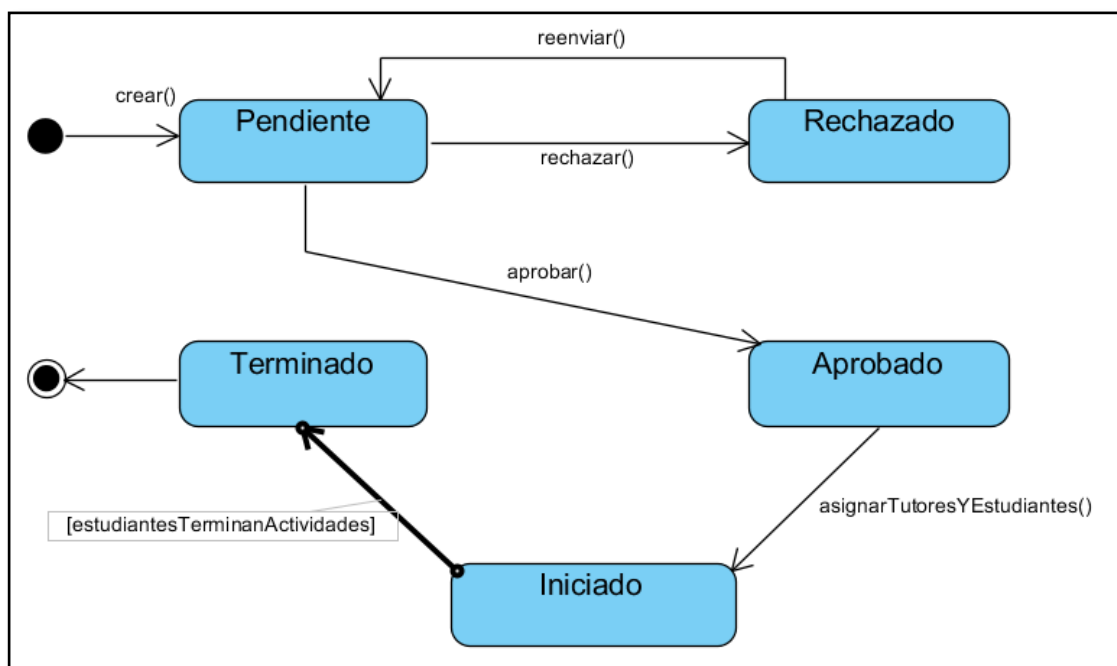 reenviar()
crear()
Pendiente
Rechazado
rechazar()
aprobar()
Terminado
Aprobado
asignarTutoresYEstudiantes()
[estudiantesTerminanActividades]
Iniciado